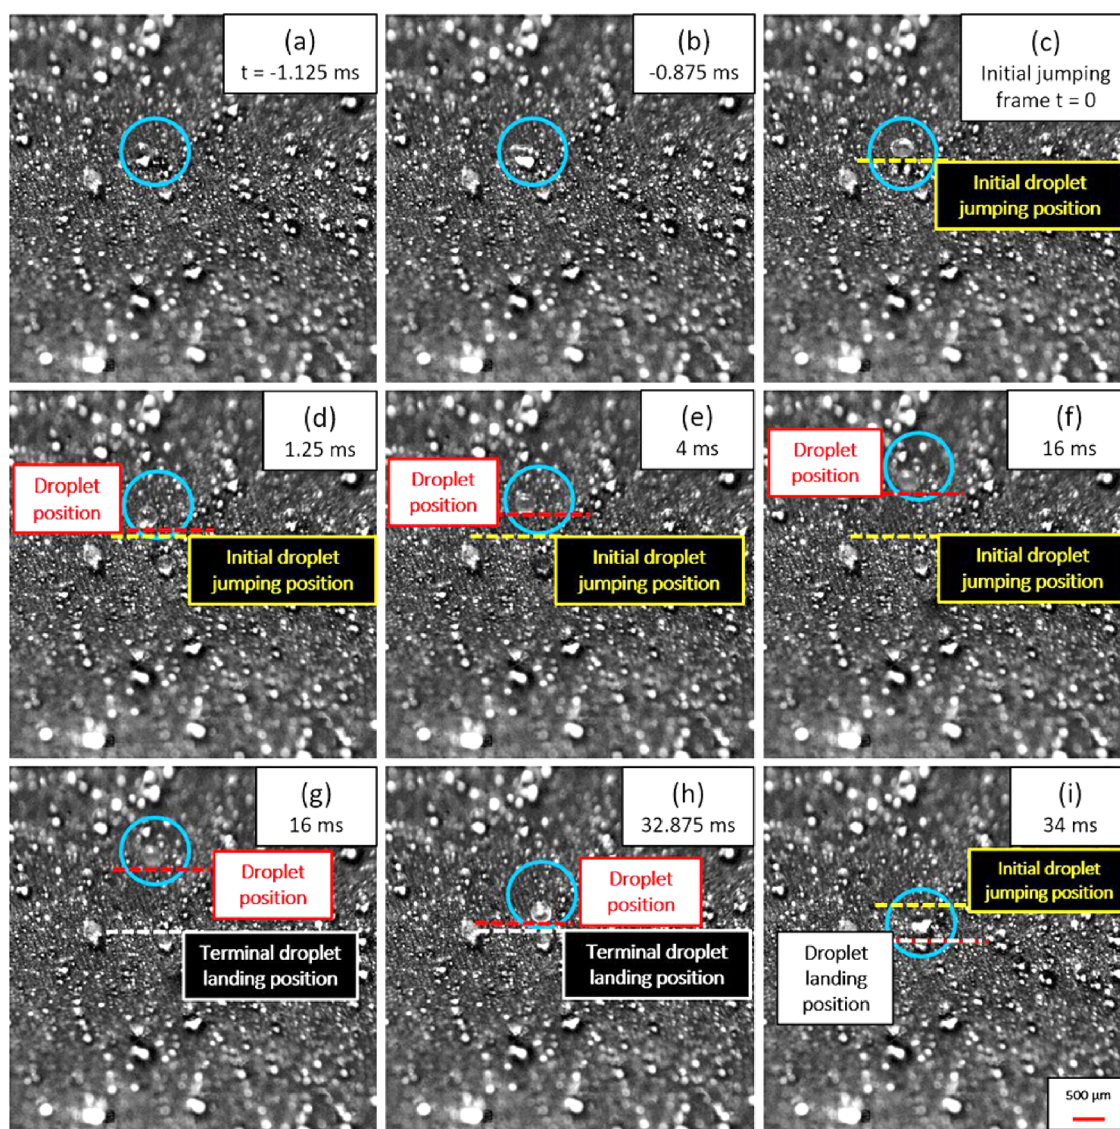 (a)
t = -1.125 ms
(b)
-0.875 ms
(c)
Initial jumping
frame t = 0
Initial droplet
jumping position
(d)
1.25 ms
Droplet
position
Initial droplet
jumping position
(e)
4 ms
Droplet
position
Initial droplet
jumping position
(f)
16 ms
Droplet
position
Initial droplet
jumping position
(g)
16 ms
Droplet
position
Terminal droplet
landing position
(h)
32.875 ms
Droplet
position
Terminal droplet
landing position
(i)
34 ms
Initial droplet
jumping position
Droplet
landing
position
500 µm